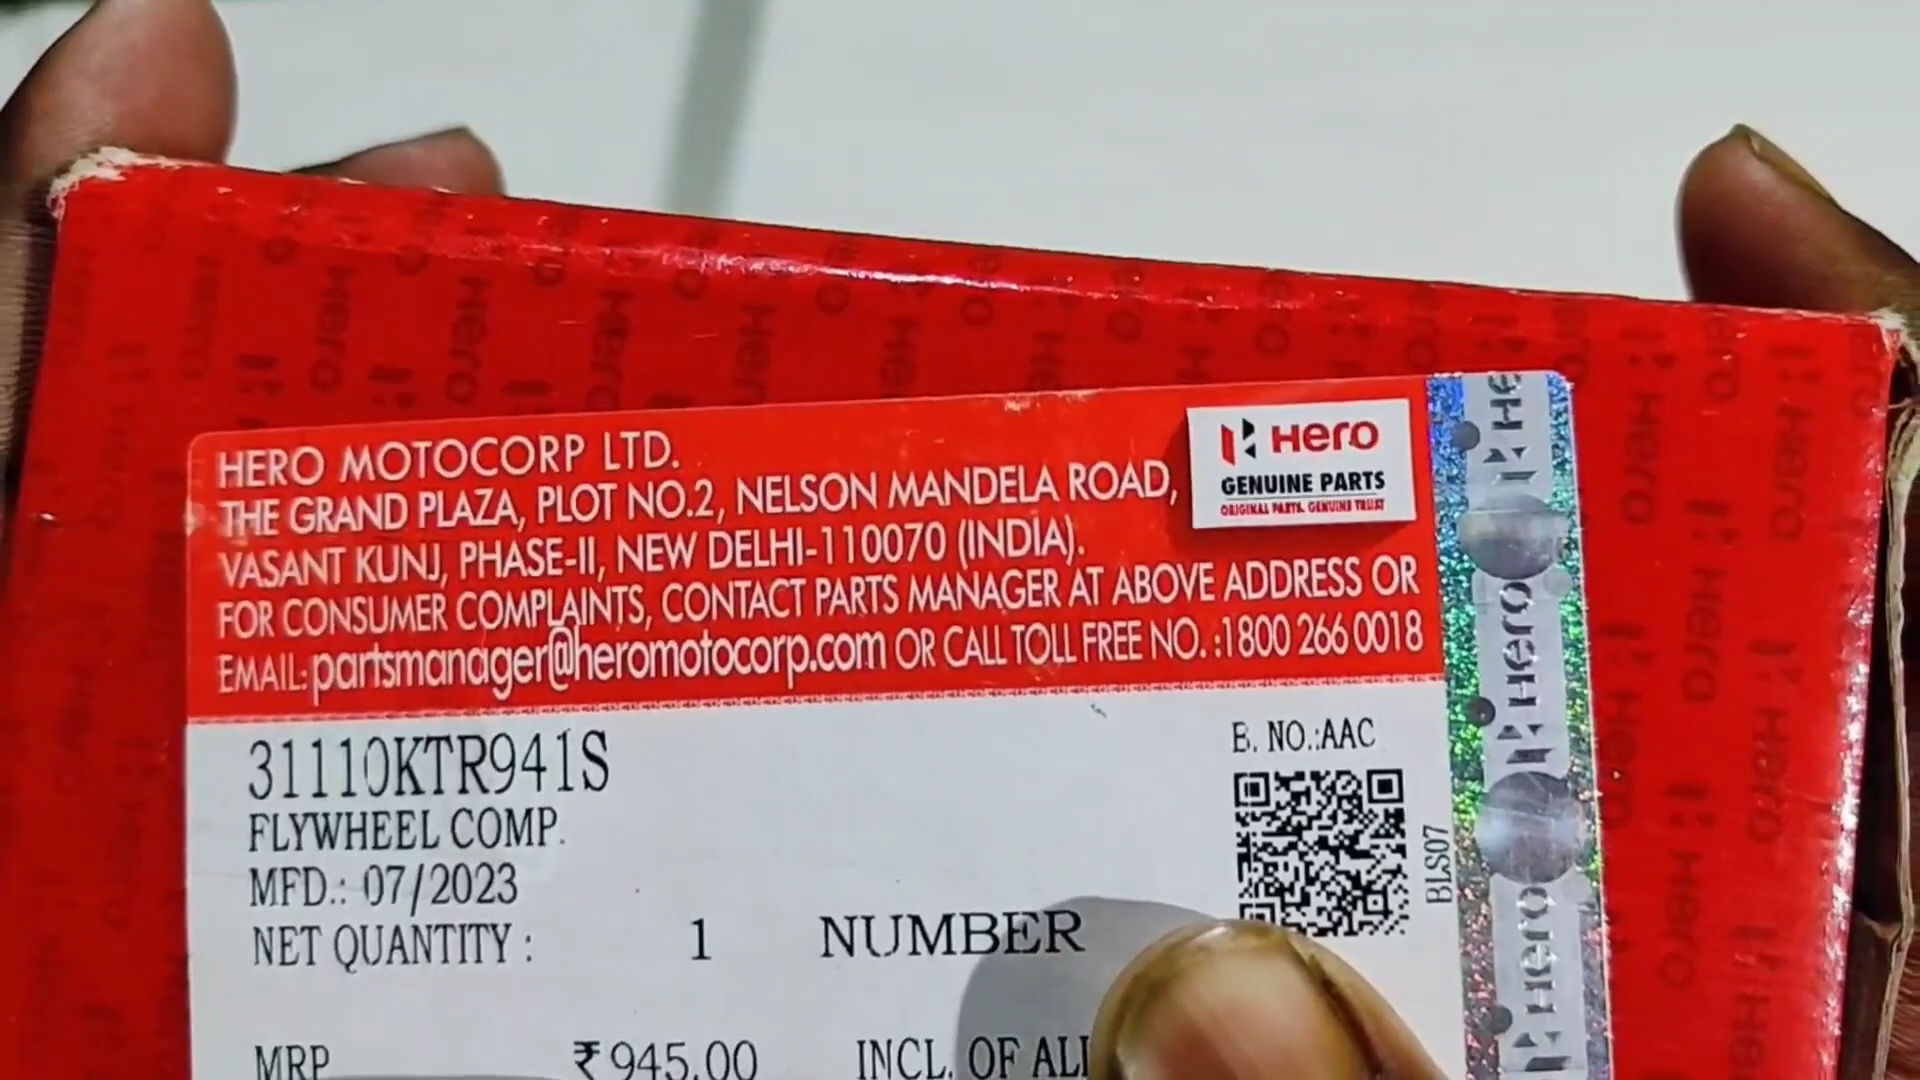 HERO MOTOCORP LTD.
THE GRAND PLAZA, PLOT NO.2, NELSON MANDELA ROAD,
VASANT KUNJ, PHASE-II, NEW DELHI-110070 (INDIA).
FOR CONSUMER COMPLAINTS, CONTACT PARTS MANAGER AT ABOVE ADDRESS OR
EMAIL:partsmanager@heromotocorp.com OR CALL TOLL FREE NO. :1800 266 0018
Hero
GENUINE PARTS
ORIGINAL PARTS. GENUINE TRUST
31110KTR941S
FLYWHEEL COMP.
MFD.: 07/2023
NET QUANTITY : 1 NUMBER
MRP ₹945.00 INCL. OF ALL
B. NO.:AAC
BLS07
Hero
Hero